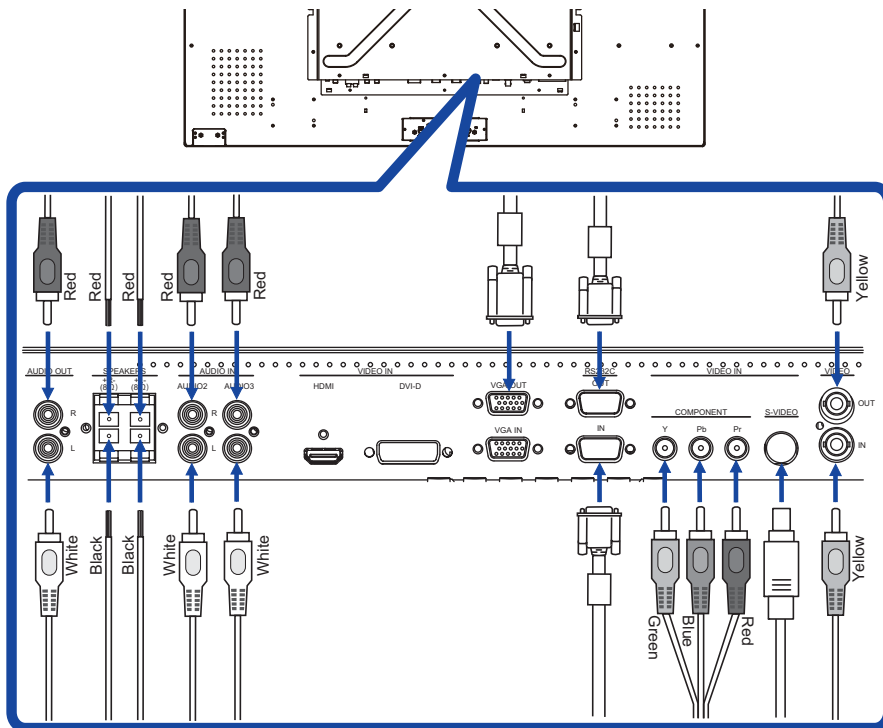 Red
Red
Red
Red
Red
Yellow
AUDIO OUT
SPEAKERS
AUDIO IN
VIDEO IN
RS232C
VIDEO IN
VIDEO
(8Ω)
(8Ω)
AUDIO2
AUDIO3
HDMI
DVI-D
VGA OUT
OUT
R
R
OUT
COMPONENT
S-VIDEO
VGA IN
IN
Y
Pb
Pr
L
L
IN
White
Black
Black
White
White
Green
Blue
Red
Yellow